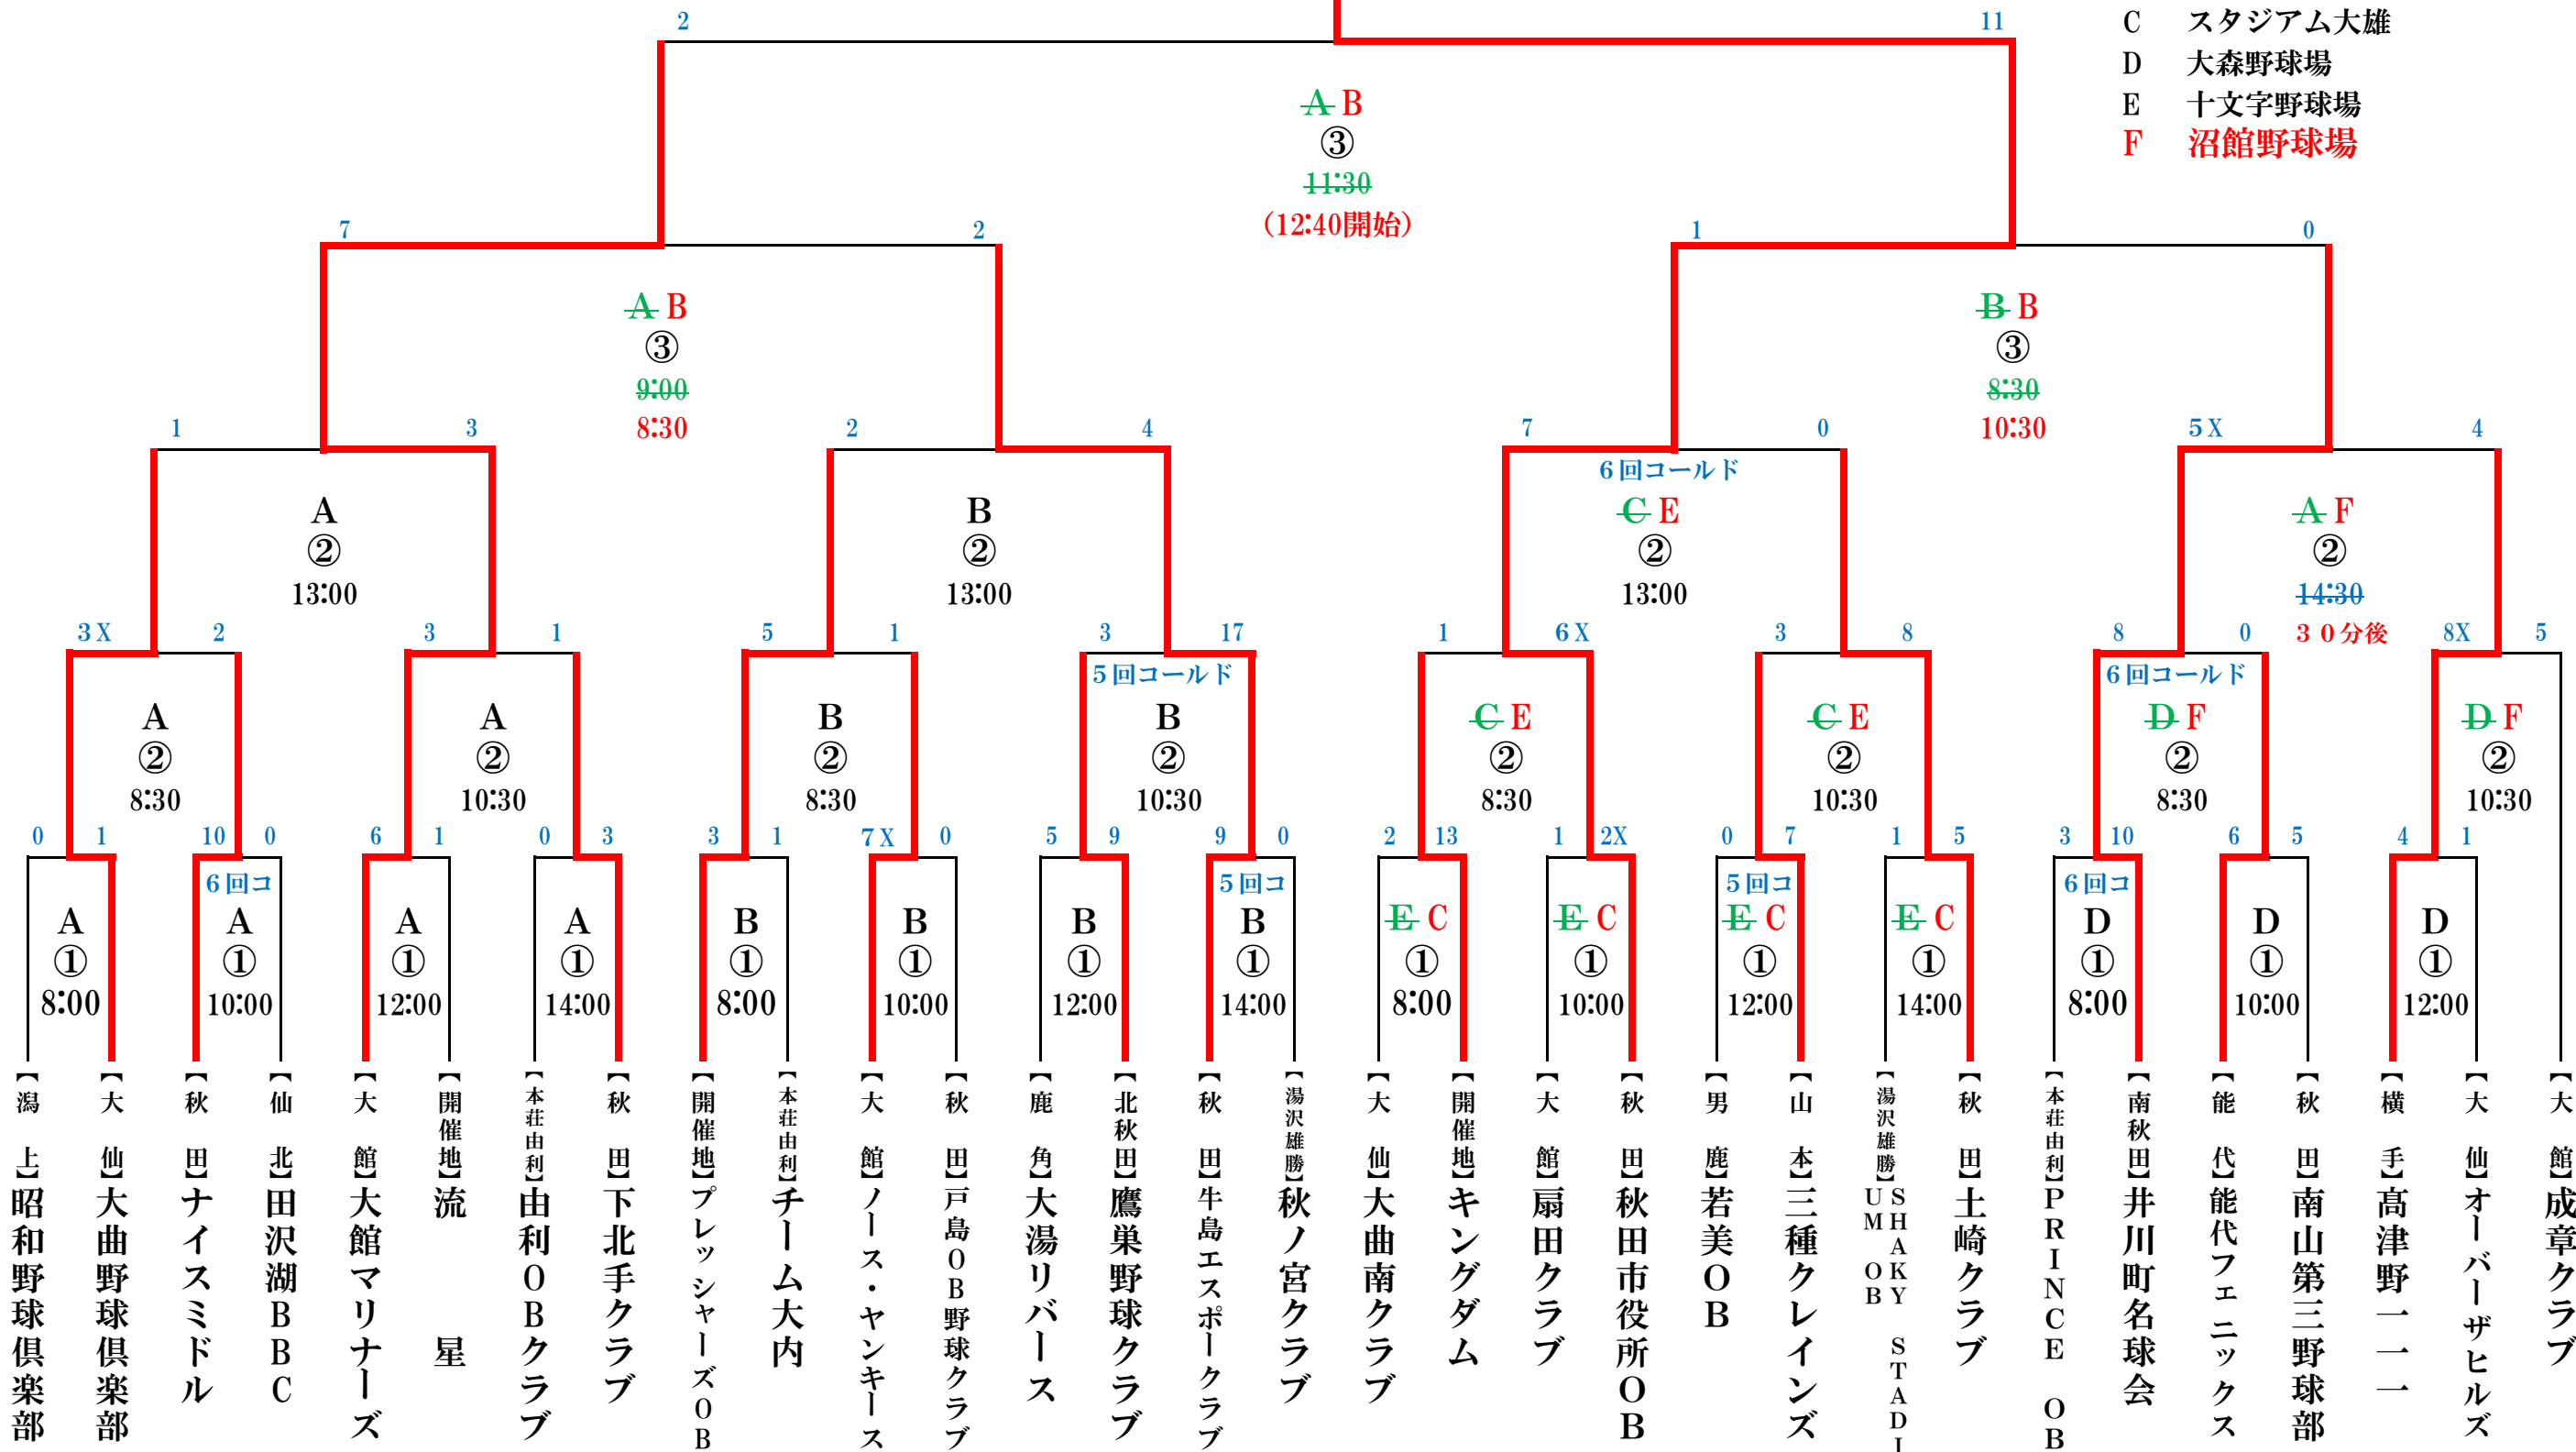 2
11
C　スタジアム大雄
D　大森野球場
E　十文字野球場
F　沼館野球場
A B
③
11:30
(12:40開始)
7
2
1
0
A B
③
9:00
8:30
B B
③
8:30
10:30
1
3
2
4
7
0
5X
4
6回コールド
A
②
13:00
B
②
13:00
C E
②
13:00
A F
②
14:30
30分後
3X
2
3
1
5
1
3
17
1
6X
3
8
8
0
8X
5
5回コールド
6回コールド
A
②
8:30
A
②
10:30
B
②
8:30
B
②
10:30
C E
②
8:30
C E
②
10:30
D F
②
8:30
D F
②
10:30
0
1
10
0
6
1
0
3
3
1
7X
0
5
9
9
0
2
13
1
2X
0
7
1
5
3
10
6
5
4
1
6回コ
5回コ
5回コ
6回コ
A
①
8:00
A
①
10:00
A
①
12:00
A
①
14:00
B
①
8:00
B
①
10:00
B
①
12:00
B
①
14:00
E C
①
8:00
E C
①
10:00
E C
①
12:00
E C
①
14:00
D
①
8:00
D
①
10:00
D
①
12:00
【潟　上】昭和野球倶楽部
【大　仙】大曲野球倶楽部
【秋　田】ナイスミドル
【仙　北】田沢湖BBC
【大　館】大館マリナーズ
【開催地】流　　星
【本荘由利】由利OBクラブ
【秋　田】下北手クラブ
【開催地】プレッシャーズOB
【本荘由利】チーム大内
【大　館】ノース・ヤンキース
【秋　田】戸島OB野球クラブ
【鹿　角】大湯リバース
【北秋田】鷹巣野球クラブ
【秋　田】牛島エスポークラブ
【湯沢雄勝】秋ノ宮クラブ
【大　仙】大曲南クラブ
【開催地】キングダム
【大　館】扇田クラブ
【秋　田】秋田市役所OB
【男　鹿】若美OB
【山　本】三種クレインズ
【湯沢雄勝】SHAKY STADIUM OB
【秋　田】土崎クラブ
【本荘由利】PRINCE OB
【南秋田】井川町名球会
【能　代】能代フェニックス
【秋　田】南山第三野球部
【横　手】髙津野一一一
【大　仙】オーバーザヒルズ
【大　館】成章クラブ